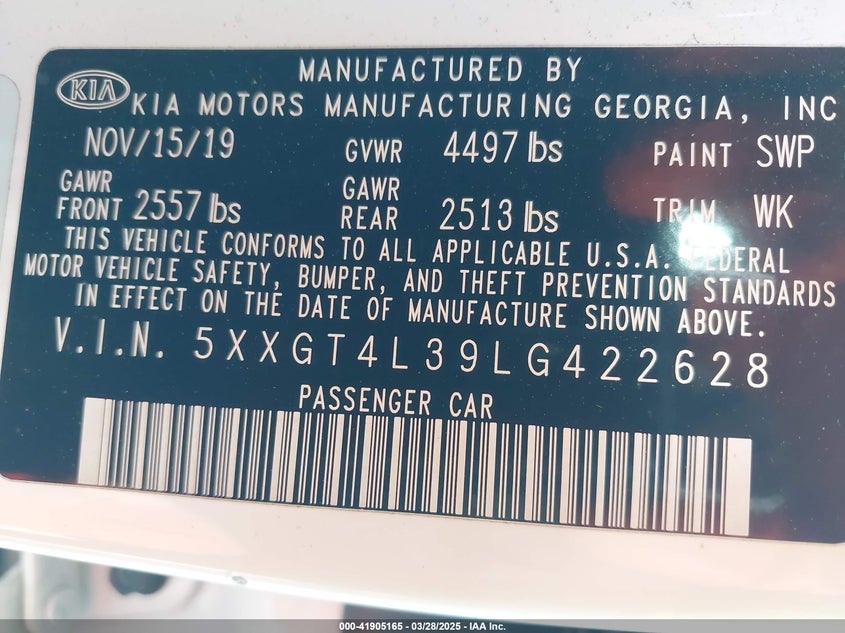 MANUFACTURED BY
KIA KIA MOTORS MANUFACTURING GEORGIA, INC
NOV/15/19 GVWR 4497 lbs PAINT SWP
GAWR FRONT 2557 lbs GAWR REAR 2513 lbs TRIM WK
THIS VEHICLE CONFORMS TO ALL APPLICABLE U.S.A. FEDERAL
MOTOR VEHICLE SAFETY, BUMPER, AND THEFT PREVENTION STANDARDS
IN EFFECT ON THE DATE OF MANUFACTURE SHOWN ABOVE.
V.I.N. 5XXGT4L39LG422628
PASSENGER CAR
000-41905165 - 03/28/2025 - IAA Inc.